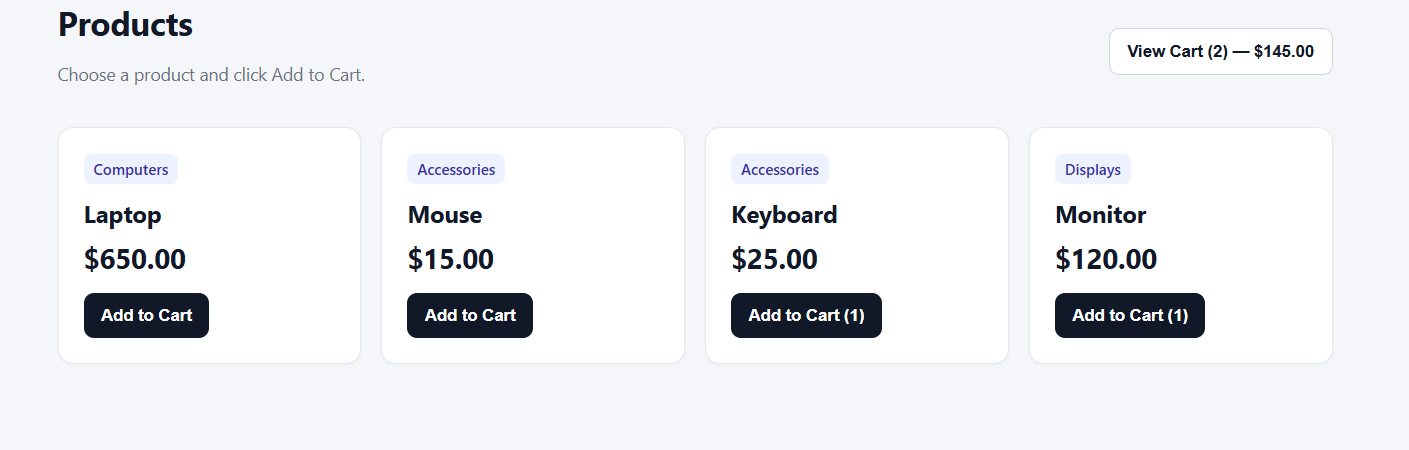 Products
Choose a product and click Add to Cart.
View Cart (2) — $145.00
Computers
Laptop
$650.00
Add to Cart
Accessories
Mouse
$15.00
Add to Cart
Accessories
Keyboard
$25.00
Add to Cart (1)
Displays
Monitor
$120.00
Add to Cart (1)